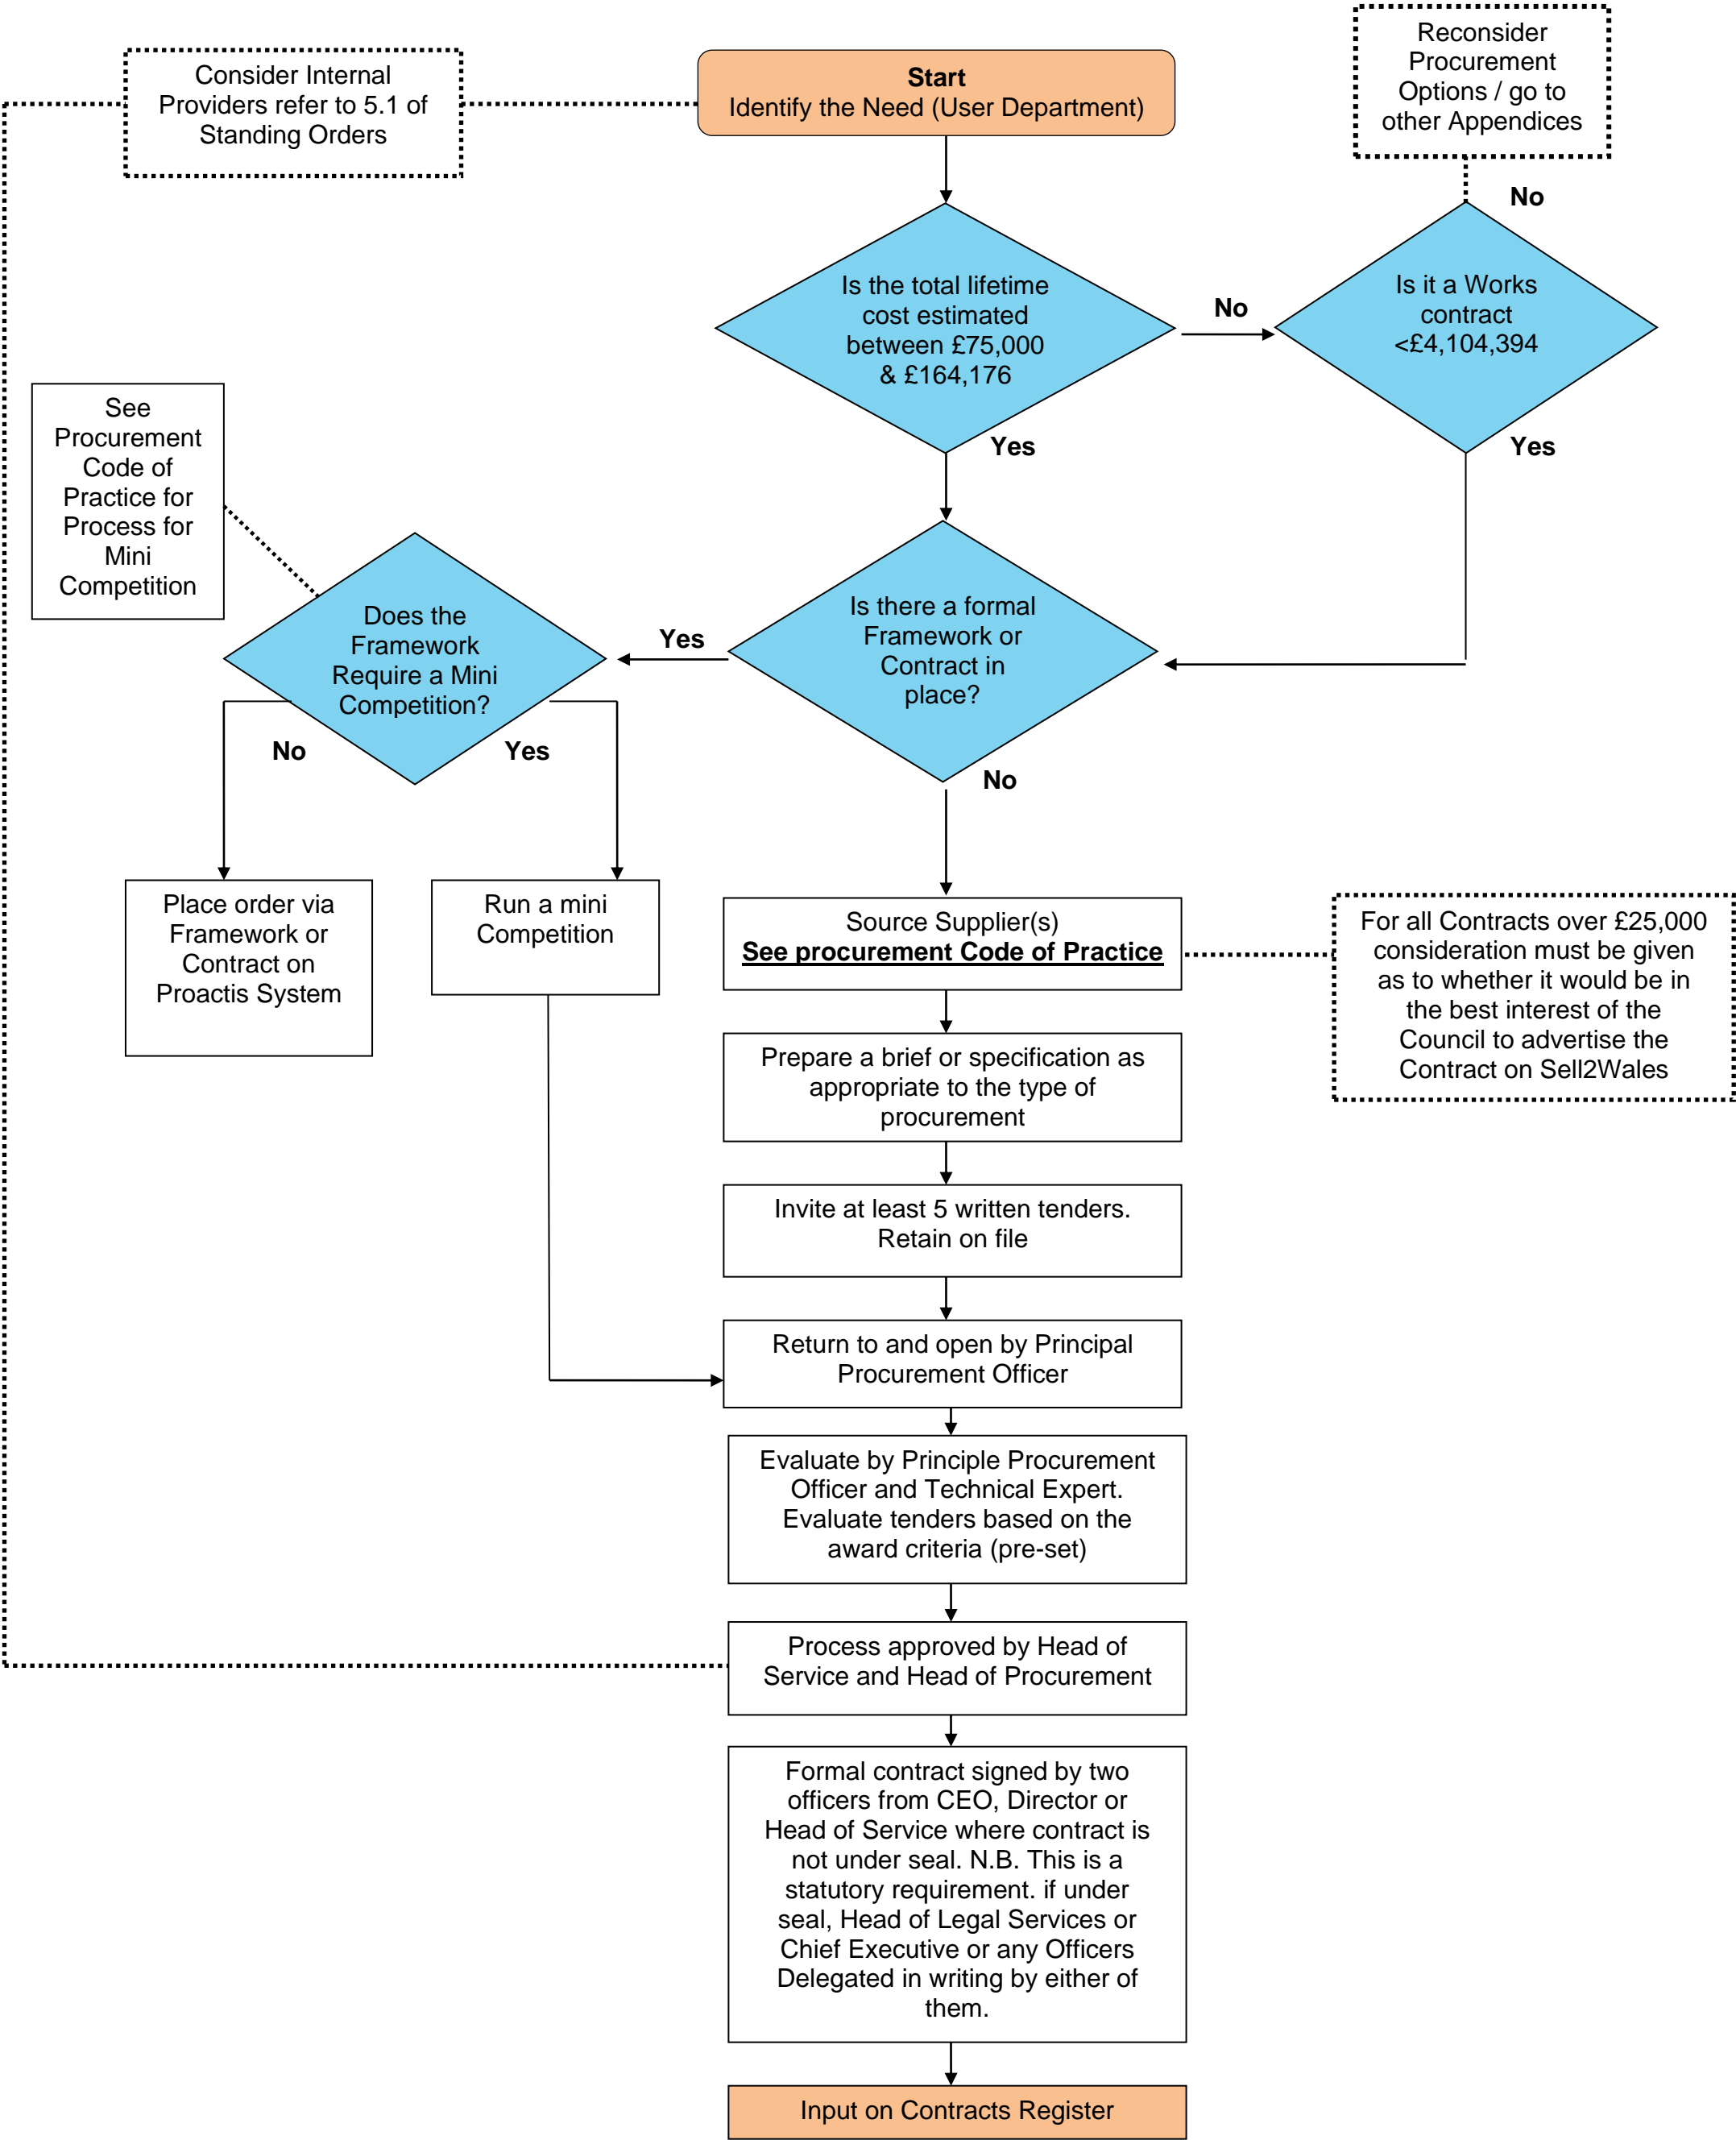 Consider Internal
Providers refer to 5.1 of
Standing Orders
Start
Identify the Need (User Department)
Reconsider
Procurement
Options / go to
other Appendices
No
Is the total lifetime
cost estimated
between £75,000
& £164,176
No
Is it a Works
contract
<£4,104,394
Yes
Yes
See
Procurement
Code of
Practice for
Process for
Mini
Competition
Does the
Framework
Require a Mini
Competition?
Yes
Is there a formal
Framework or
Contract in
place?
No
Yes
No
Place order via
Framework or
Contract on
Proactis System
Run a mini
Competition
Source Supplier(s)
See procurement Code of Practice
For all Contracts over £25,000
consideration must be given
as to whether it would be in
the best interest of the
Council to advertise the
Contract on Sell2Wales
Prepare a brief or specification as
appropriate to the type of
procurement
Invite at least 5 written tenders.
Retain on file
Return to and open by Principal
Procurement Officer
Evaluate by Principle Procurement
Officer and Technical Expert.
Evaluate tenders based on the
award criteria (pre-set)
Process approved by Head of
Service and Head of Procurement
Formal contract signed by two
officers from CEO, Director or
Head of Service where contract is
not under seal. N.B. This is a
statutory requirement. if under
seal, Head of Legal Services or
Chief Executive or any Officers
Delegated in writing by either of
them.
Input on Contracts Register